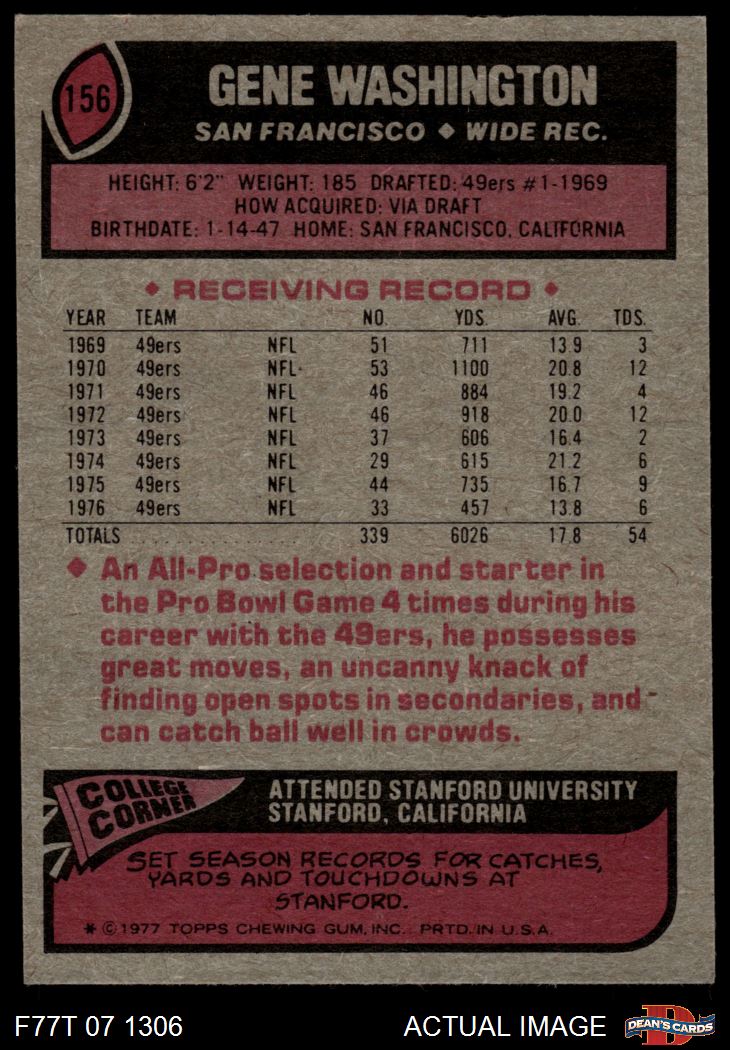 156
GENE WASHINGTON
SAN FRANCISCO ◆ WIDE REC.
HEIGHT: 6'2" WEIGHT: 185 DRAFTED: 49ers #1-1969
HOW ACQUIRED: VIA DRAFT
BIRTHDATE: 1-14-47 HOME: SAN FRANCISCO, CALIFORNIA
◆ RECEIVING RECORD ◆
YEAR TEAM NO. YDS. AVG. TDS.
1969 49ers NFL 51 711 13.9 3
1970 49ers NFL 53 1100 20.8 12
1971 49ers NFL 46 884 19.2 4
1972 49ers NFL 46 918 20.0 12
1973 49ers NFL 37 606 16.4 2
1974 49ers NFL 29 615 21.2 6
1975 49ers NFL 44 735 16.7 9
1976 49ers NFL 33 457 13.8 6
TOTALS 339 6026 17.8 54
◆ An All-Pro selection and starter in
the Pro Bowl Game 4 times during his
career with the 49ers, he possesses
great moves, an uncanny knack of
finding open spots in secondaries, and
can catch ball well in crowds.
COLLEGE
CORNER
ATTENDED STANFORD UNIVERSITY
STANFORD, CALIFORNIA
SET SEASON RECORDS FOR CATCHES,
YARDS AND TOUCHDOWNS AT
STANFORD.
* © 1977 TOPPS CHEWING GUM, INC. PRTD. IN U.S.A.
F77T 07 1306 ACTUAL IMAGE
D
DEAN'S CARDS